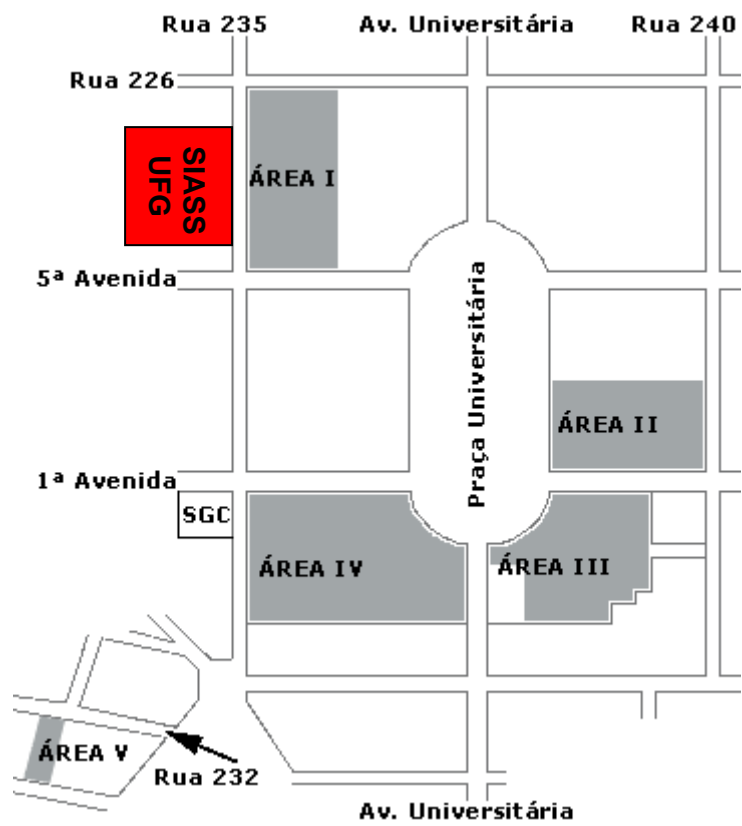 Rua 235
Av. Universitária
Rua 240
Rua 226
SIASS
UFG
ÁREA I
5ª Avenida
Praça Universitária
ÁREA II
1ª Avenida
SGC
ÁREA IV
ÁREA III
ÁREA V
Rua 232
Av. Universitária